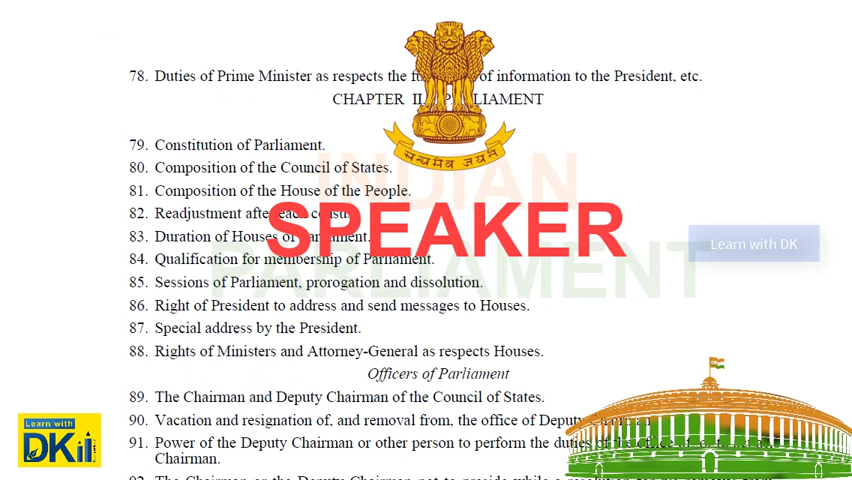 78. Duties of Prime Minister as respects the of information to the President, etc.
CHAPTER
79. Constitution of Parliament.
सत्यमेव जयते
80. Composition of the Council of States.
INDIAN
81. Composition of the House of the People.
82. Readjustment after each census.
SPEAKER
83. Duration of Houses of Parliament.
Learn with DK
84. Qualification for membership of Parliament.
PARLIAMENT
85. Sessions of Parliament, prorogation and dissolution.
86. Right of President to address and send messages to Houses.
87. Special address by the President.
88. Rights of Ministers and Attorney-General as respects Houses.
Officers of Parliament
89. The Chairman and Deputy Chairman of the Council of States.
90. Vacation and resignation of, and removal from, the office of Deputy Chairman.
91. Power of the Deputy Chairman or other person to perform the duties of the office
Chairman.
Learn with
DK